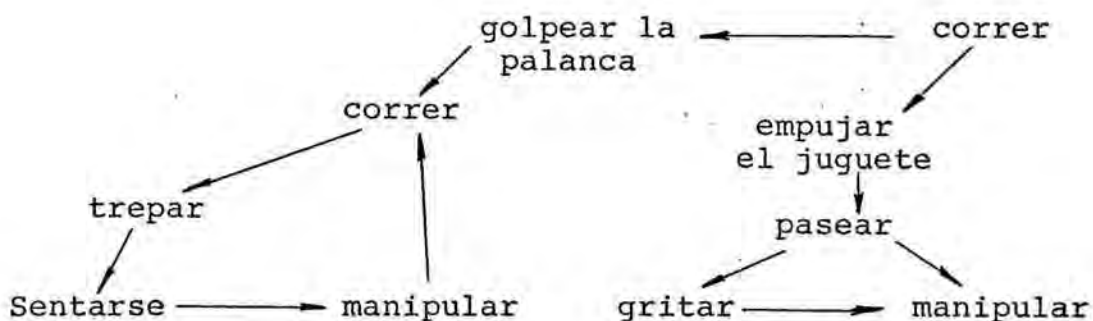 golpear la correr
palanca
correr
empujar
el juguete
trepar
pasear
Sentarse manipular gritar manipular